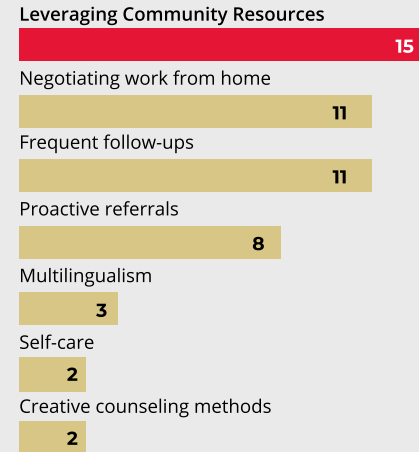 Leveraging Community Resources
15
Negotiating work from home
11
Frequent follow-ups
11
Proactive referrals
8
Multilingualism
3
Self-care
2
Creative counseling methods
2